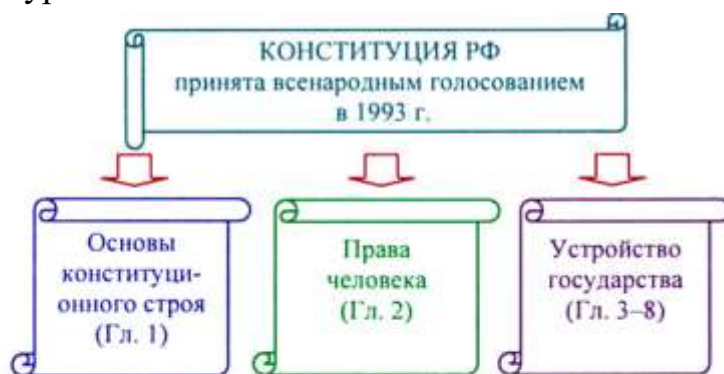 ур
КОНСТИТУЦИЯ РФ
принята всенародным голосованием
в 1993 г.
Основы
конституци-
онного строя
(Гл. 1)
Права
человека
(Гл. 2)
Устройство
государства
(Гл. 3–8)